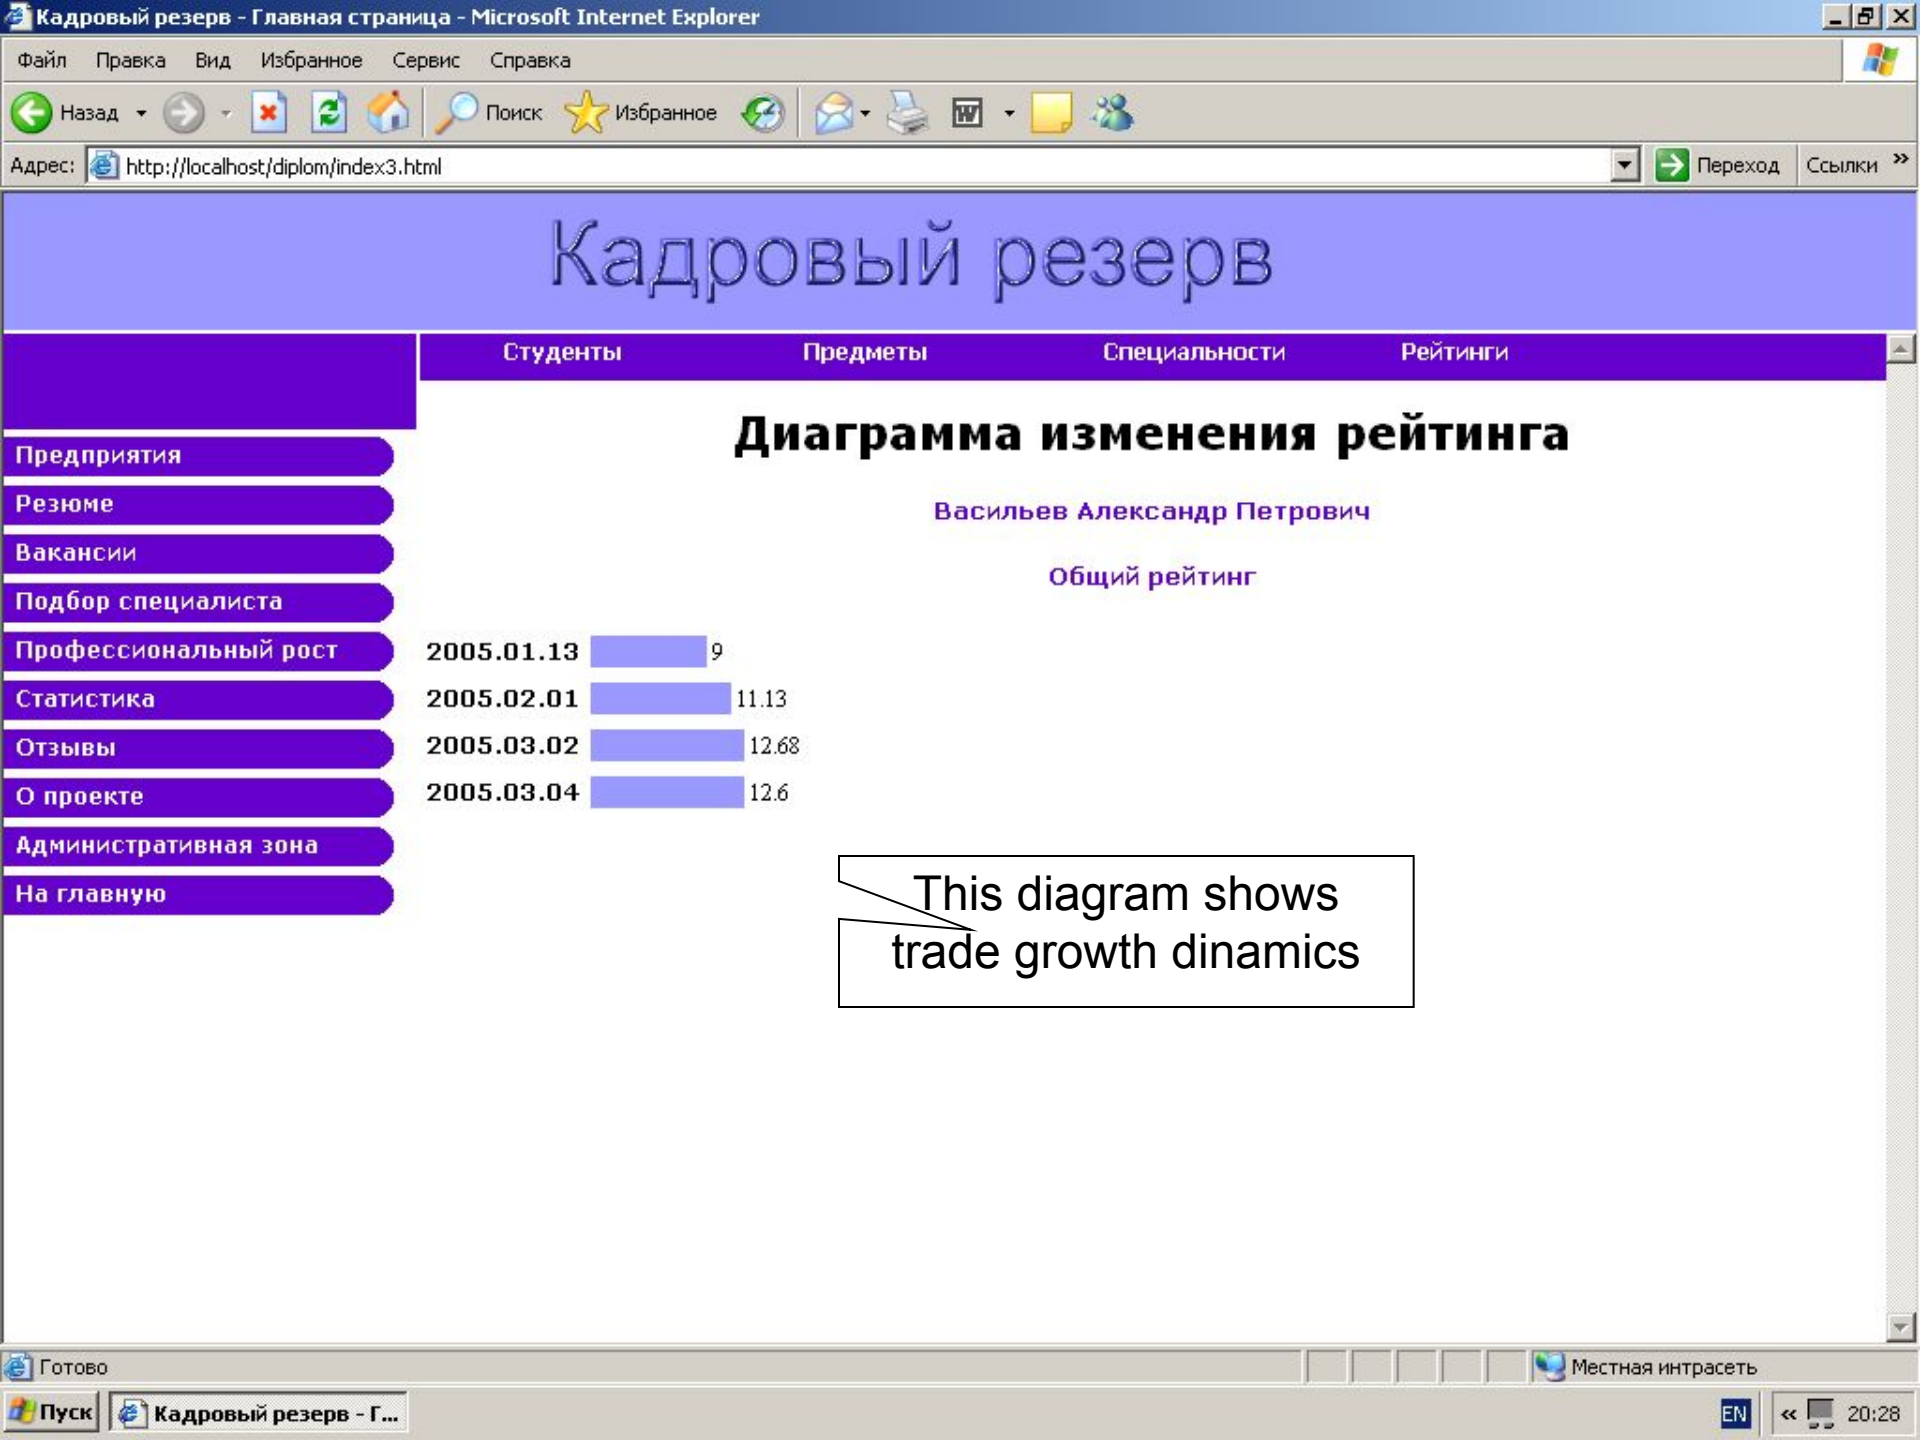 Кадровый резерв - Главная страница - Microsoft Internet Explorer
Файл Правка Вид Избранное Сервис Справка
Назад Поиск Избранное
Адрес: http://localhost/diplom/index3.html Переход Ссылки »
Кадровый резерв
Студенты Предметы Специальности Рейтинги
Предприятия
Резюме
Вакансии
Подбор специалиста
Профессиональный рост
Статистика
Отзывы
О проекте
Административная зона
На главную
Диаграмма изменения рейтинга
Васильев Александр Петрович
Общий рейтинг
2005.01.13 9
2005.02.01 11.13
2005.03.02 12.68
2005.03.04 12.6
This diagram shows
trade growth dinamics
Готово Местная интрасеть
Пуск Кадровый резерв - Г... EN « 20:28